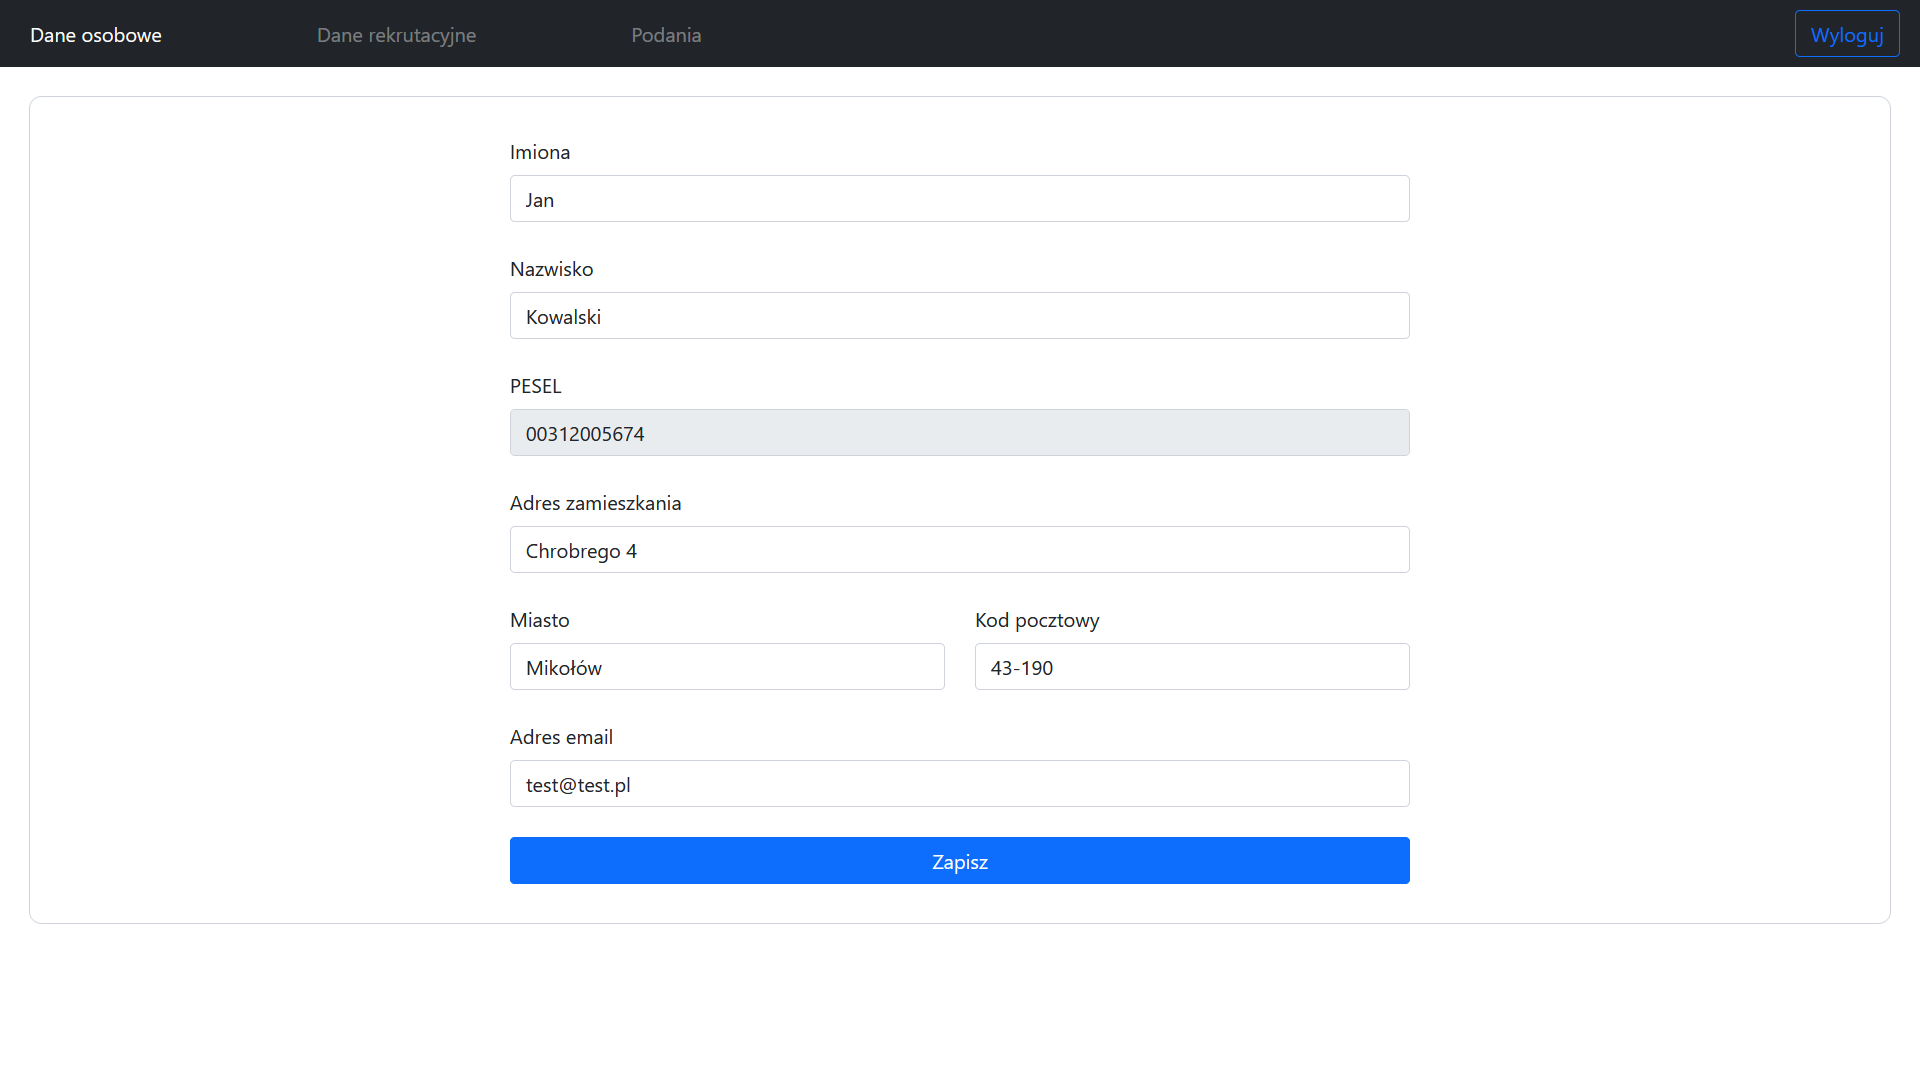 Dane osobowe Dane rekrutacyjne Podania Wyloguj
Imiona
Jan
Nazwisko
Kowalski
PESEL
00312005674
Adres zamieszkania
Chrobrego 4
Miasto Kod pocztowy
Mikołów 43-190
Adres email
test@test.pl
Zapisz